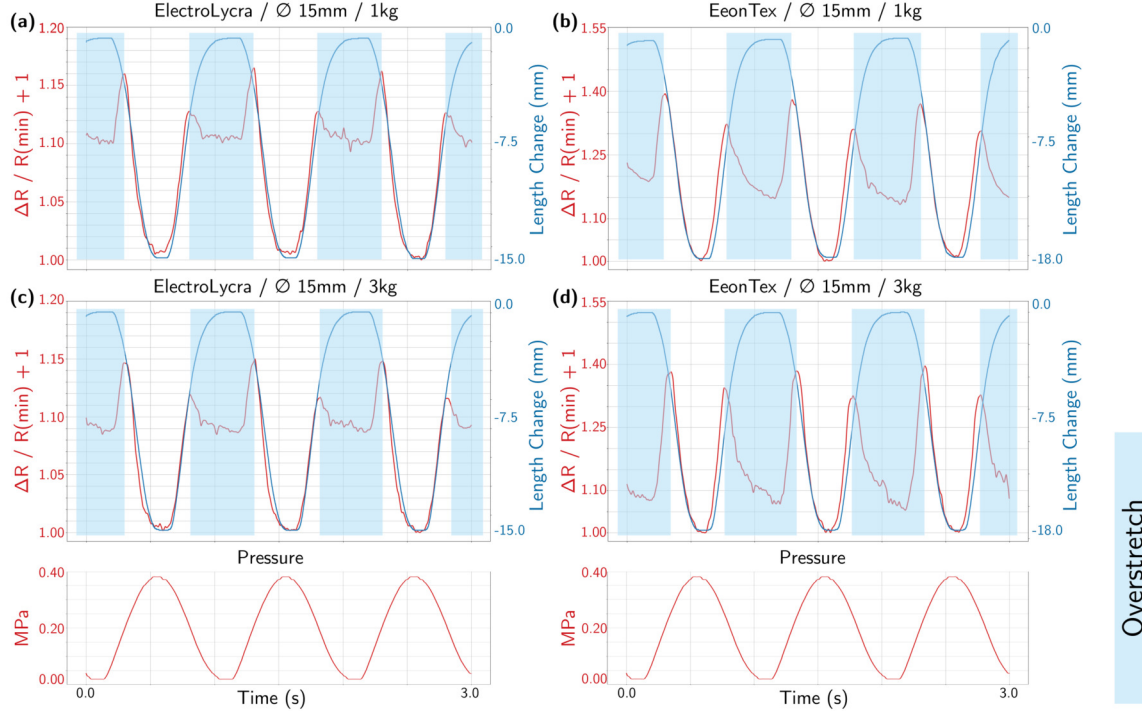 (a) ElectroLycra / ∅ 15mm / 1kg
1.20
1.15
1.10
1.05
1.00
ΔR / R(min) + 1
0.0
-7.5
-15.0
Length Change (mm)
(b) EeonTex / ∅ 15mm / 1kg
1.55
1.40
1.25
1.10
1.00
ΔR / R(min) + 1
0.0
-7.5
-18.0
Length Change (mm)
(c) ElectroLycra / ∅ 15mm / 3kg
1.20
1.15
1.10
1.05
1.00
ΔR / R(min) + 1
0.0
-7.5
-15.0
Length Change (mm)
(d) EeonTex / ∅ 15mm / 3kg
1.55
1.40
1.25
1.10
1.00
ΔR / R(min) + 1
0.0
-7.5
-18.0
Length Change (mm)
Pressure
0.40
0.20
0.00
MPa
0.0 Time (s) 3.0
Pressure
0.40
0.20
0.00
MPa
0.0 Time (s) 3.0
Overstretch